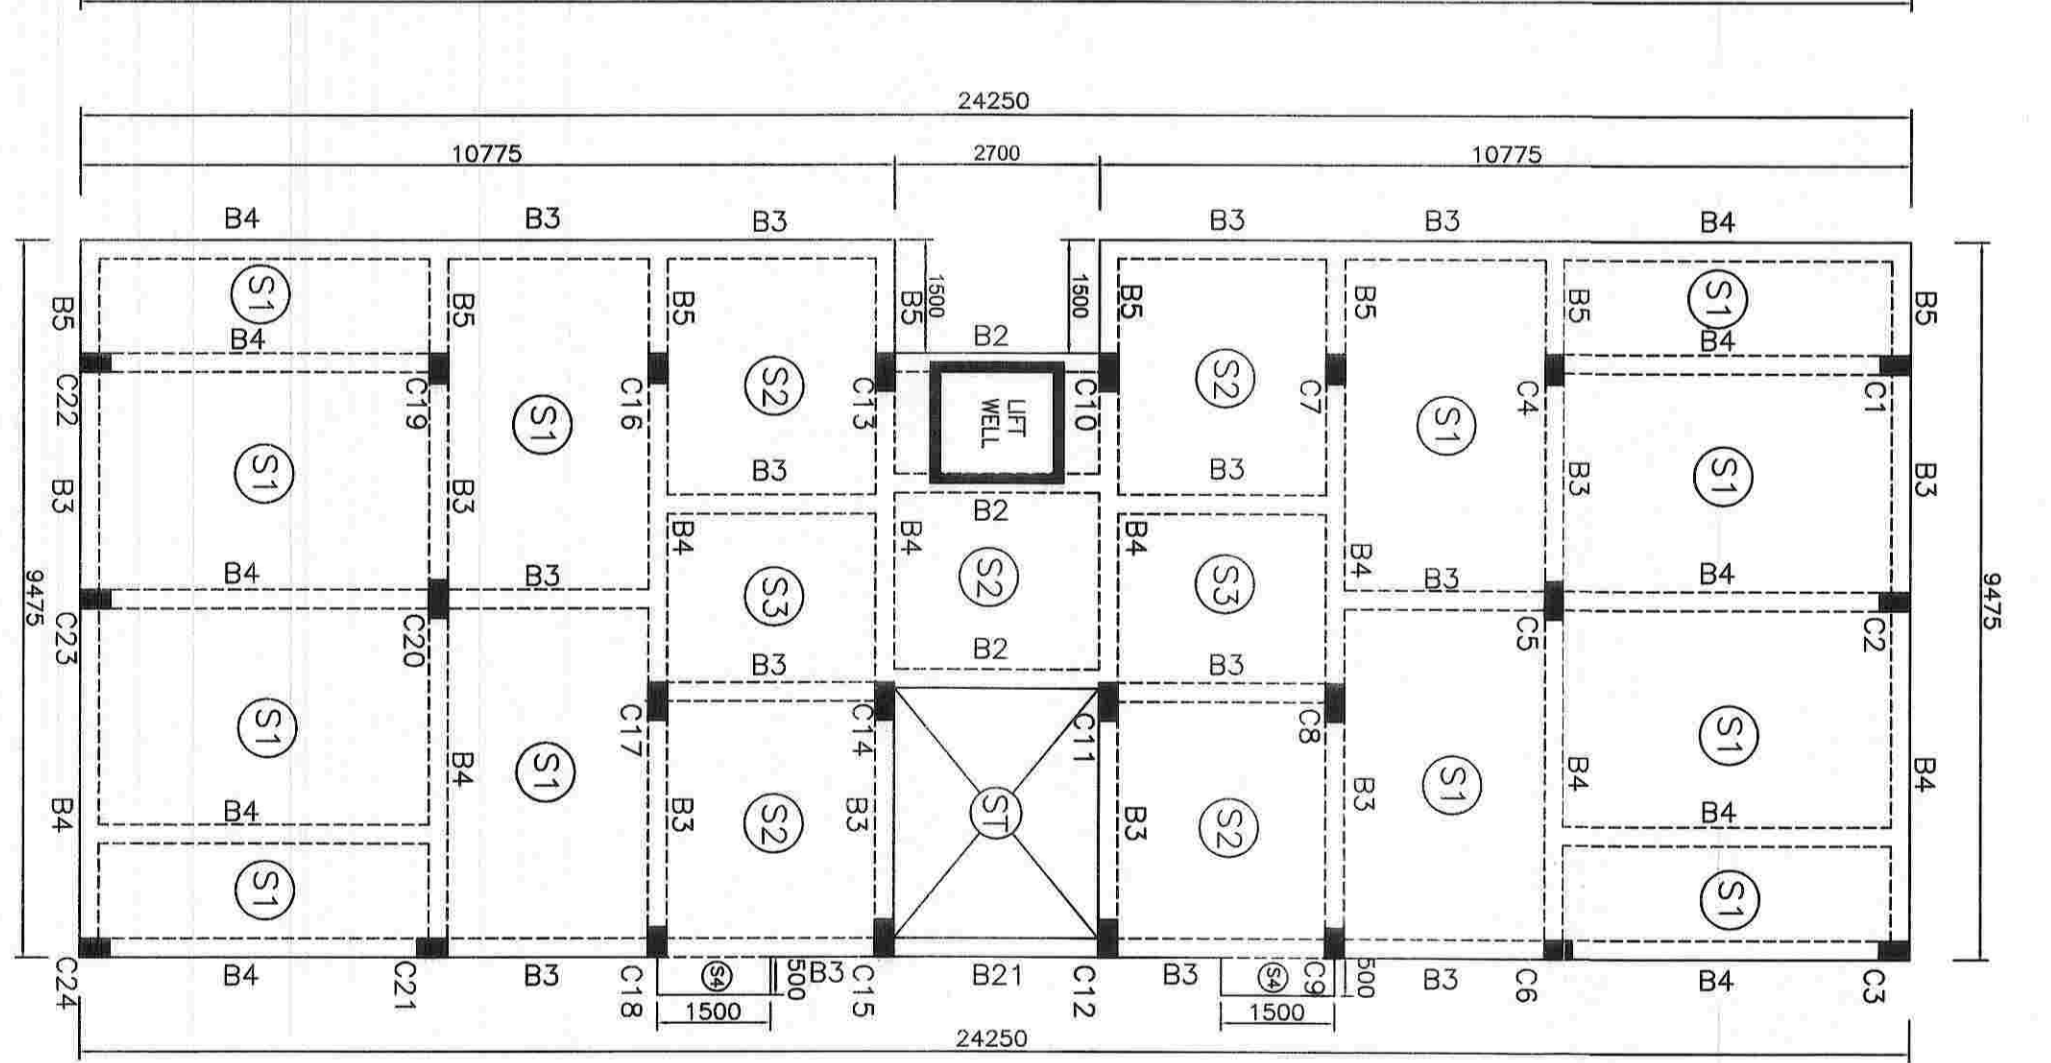 24250
10775 2700 10775
B4 B3 B3 B3 B3 B4
B5 S1 B5 B5 B5 1500 1500 B5 B5 B5 S1 B5
B4 B2 B4
C22 C19 S1 C16 S2 C13 LIFT WELL C10 S2 C7 S1 C4 C1
B3 S1 B3 B3 B3 B3 S1 B3
B4 B2 B4 B4
B4 B3 S3 S2 S3 B4 B3 B4
9475 9475
C23 C20 B3 B2 B3 C5 C2
S1 C17 C14 C11 C8 S1
B4 S1 S1 B4 B4
B4 B4 B3 S2 B3 ST B3 S2 B3 B4
S1 S1
C24 B4 C21 B3 C18 S4 500 B3 C15 B21 C12 B3 S4 C9 500 B3 C6 B4 C3
1500 1500
24250